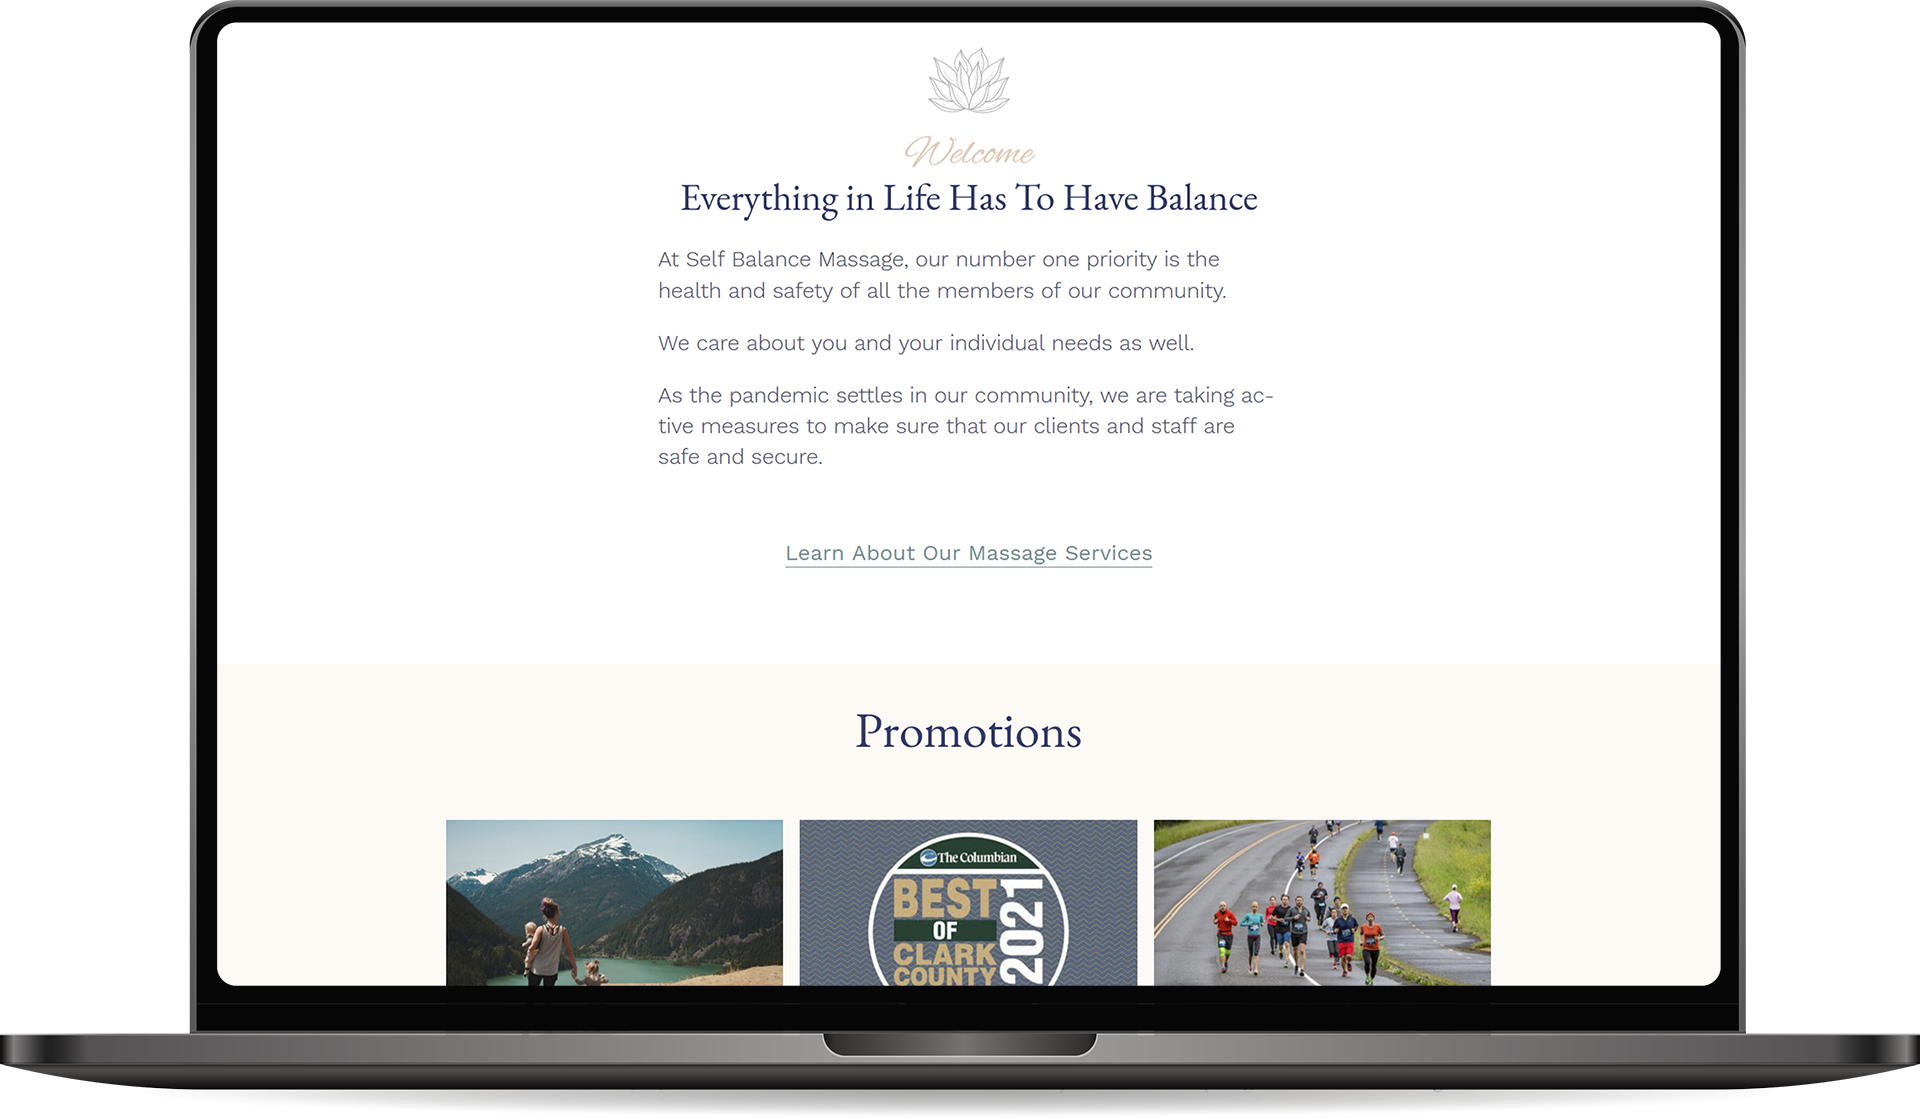 Welcome
Everything in Life Has To Have Balance
At Self Balance Massage, our number one priority is the
health and safety of all the members of our community.
We care about you and your individual needs as well.
As the pandemic settles in our community, we are taking ac-
tive measures to make sure that our clients and staff are
safe and secure.
Learn About Our Massage Services
Promotions
The Columbian
BEST
OF
CLARK
COUNTY
2021